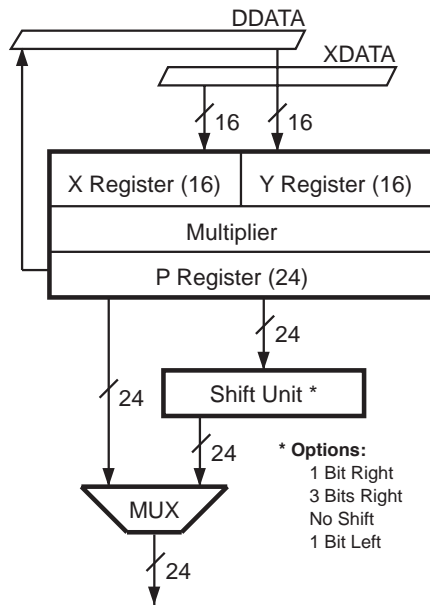 DDATA
XDATA
16
16
X Register (16)
Y Register (16)
Multiplier
P Register (24)
24
24
Shift Unit *
24
* Options:
1 Bit Right
3 Bits Right
No Shift
1 Bit Left
MUX
24